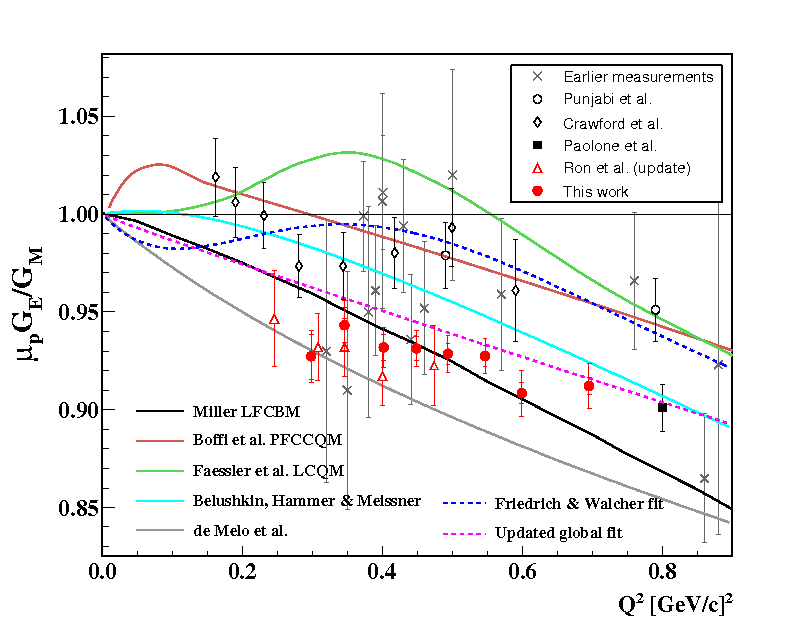 μpGE/GM
1.05
1.00
0.95
0.90
0.85
Earlier measurements
Punjabi et al.
Crawford et al.
Paolone et al.
Ron et al. (update)
This work
Miller LFCBM
Boffi et al. PFCCQM
Faessler et al. LCQM
Belushkin, Hammer & Meissner
de Melo et al.
Friedrich & Walcher fit
Updated global fit
0.0 0.2 0.4 0.6 0.8
Q² [GeV/c]²